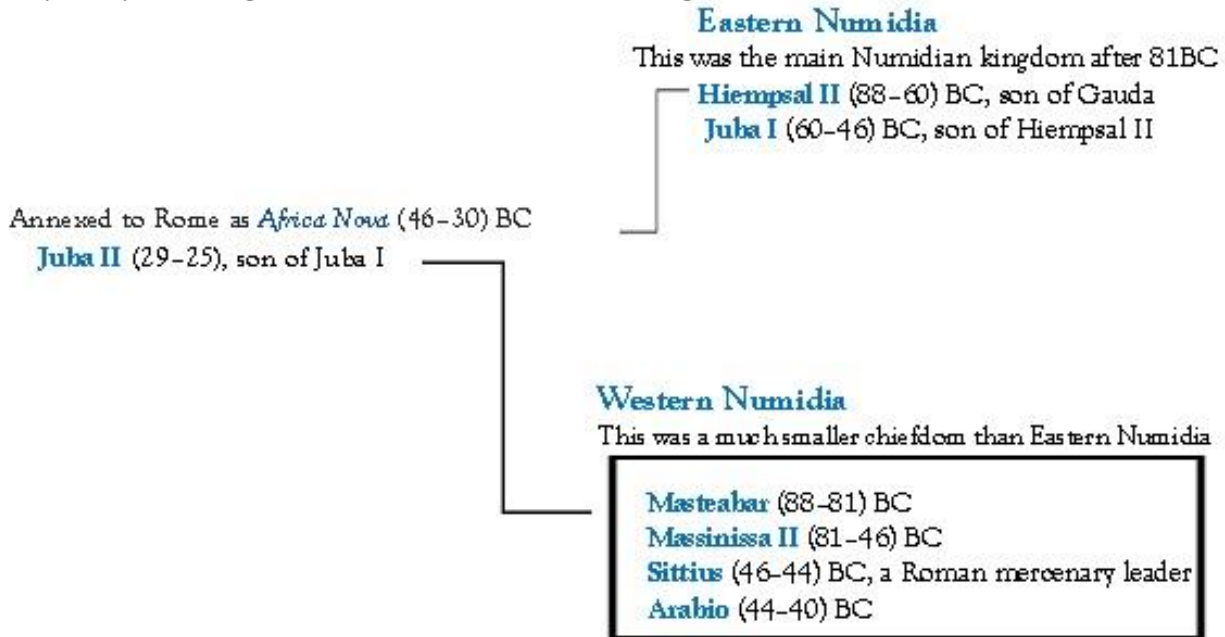 Eastern Numidia
This was the main Numidian kingdom after 81BC
Hiempsal II (88–60) BC, son of Gauda
Juba I (60–46) BC, son of Hiempsal II
Annexed to Rome as Africa Nova (46–30) BC
Juba II (29–25), son of Juba I
Western Numidia
This was a much smaller chiefdom than Eastern Numidia
Masteabar (88–81) BC
Massinissa II (81–46) BC
Sittius (46–44) BC, a Roman mercenary leader
Arabio (44–40) BC